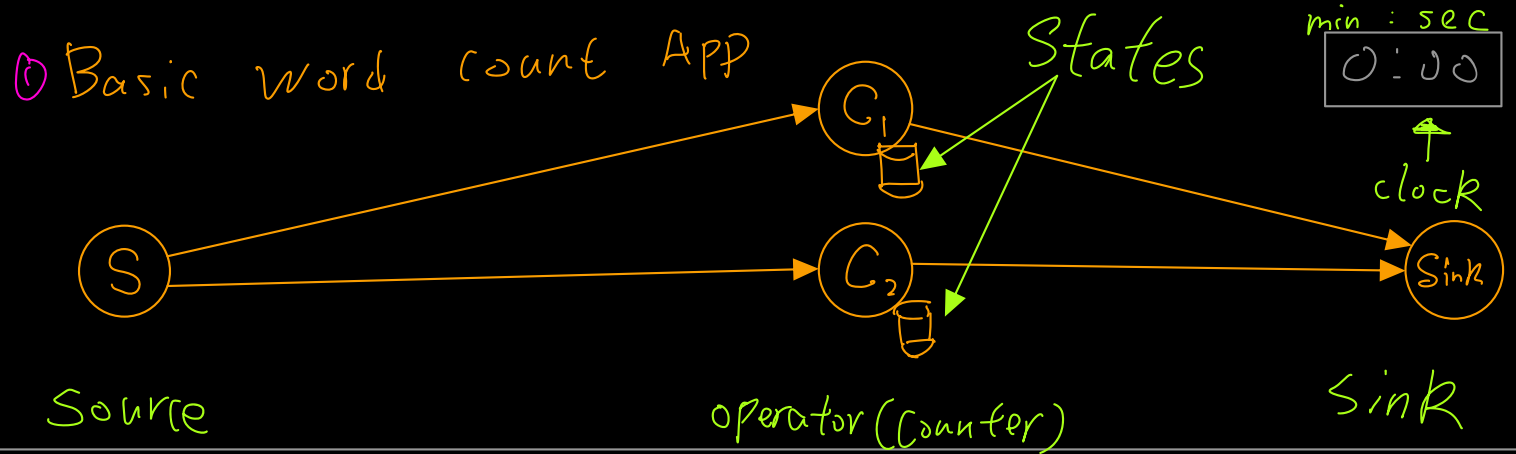 ① Basic word count App
States
min : sec
0:00
clock
C1
S
C2
Sink
Source
operator(counter)
Sink